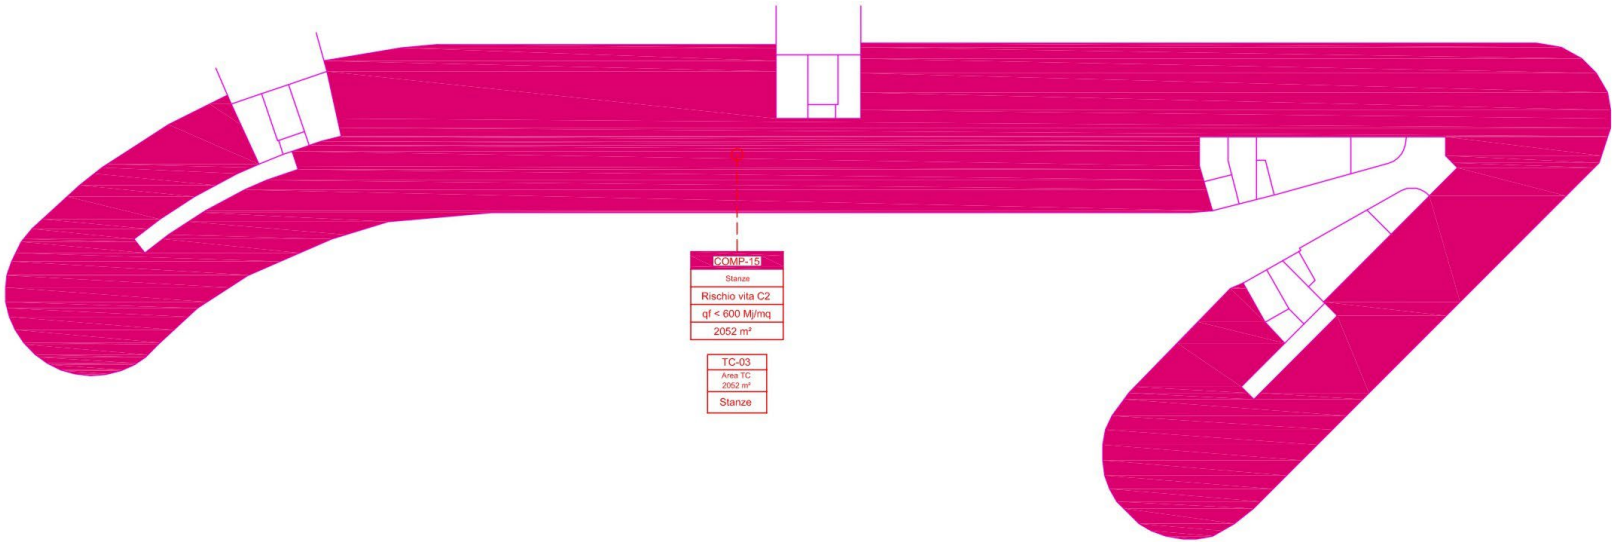 COMP-15
Stanze
Rischio vita C2
qf < 600 Mj/mq
2052 m²
TC-03
Area TC
2052 m²
Stanze